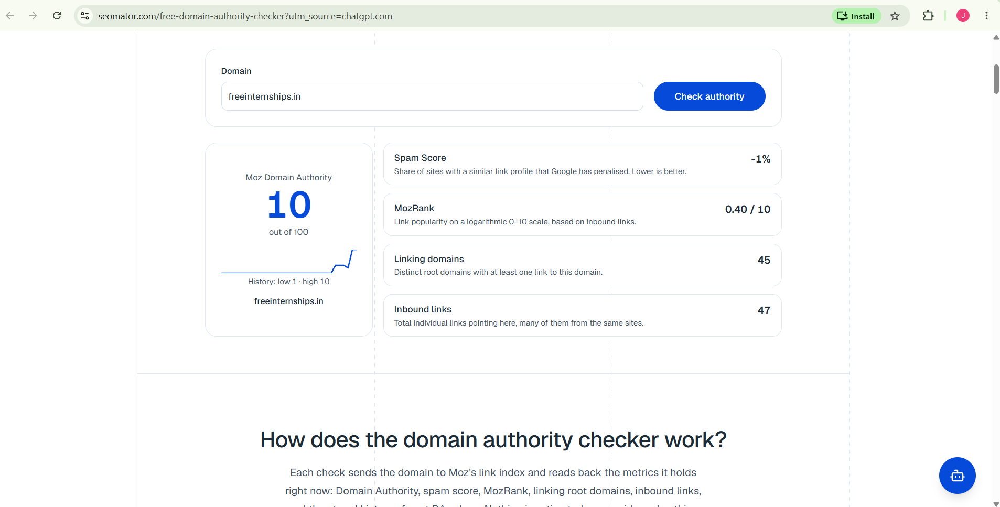 seomator.com/free-domain-authority-checker?utm_source=chatgpt.com
Install
J
Domain
freeinternships.in
Check authority
Moz Domain Authority
10
out of 100
History: low 1 · high 10
freeinternships.in
Spam Score
-1%
Share of sites with a similar link profile that Google has penalised. Lower is better.
MozRank
0.40 / 10
Link popularity on a logarithmic 0–10 scale, based on inbound links.
Linking domains
45
Distinct root domains with at least one link to this domain.
Inbound links
47
Total individual links pointing here, many of them from the same sites.
How does the domain authority checker work?
Each check sends the domain to Moz's link index and reads back the metrics it holds
right now: Domain Authority, spam score, MozRank, linking root domains, inbound links,